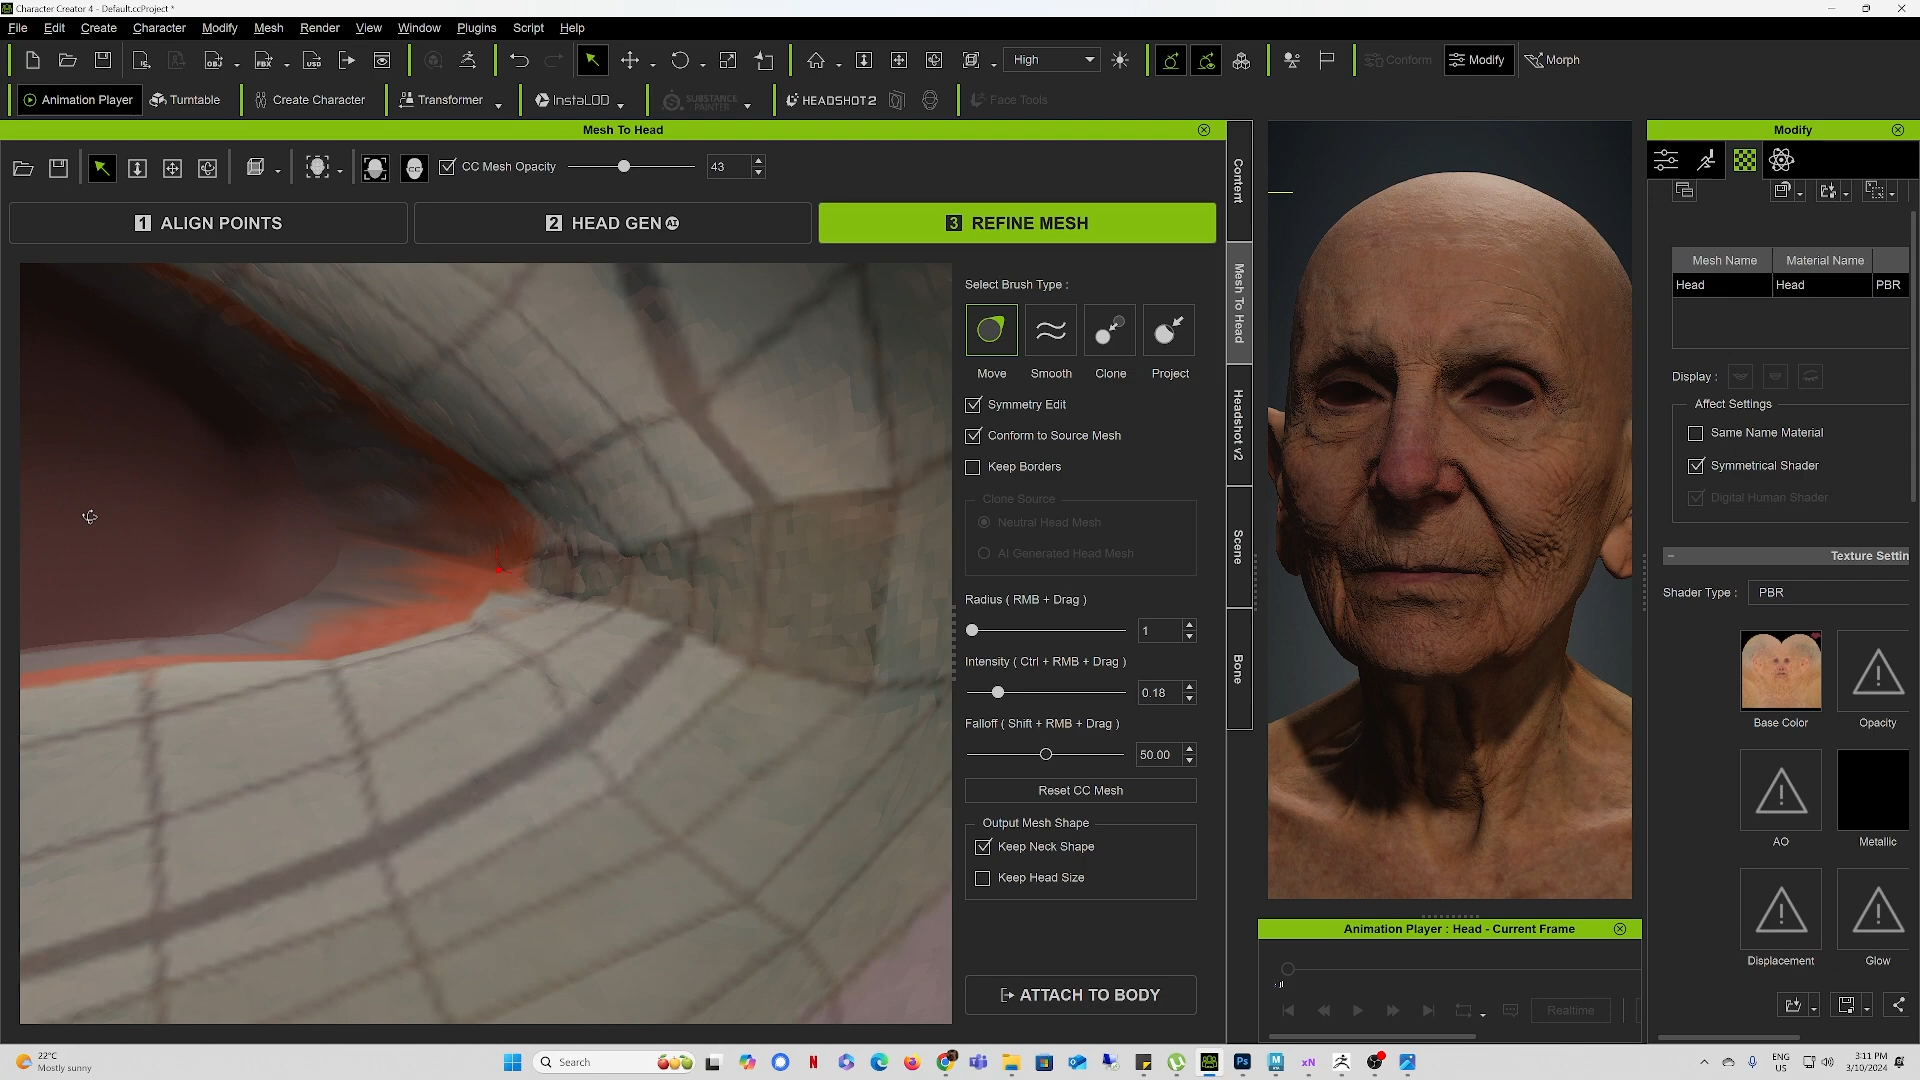 Character Creator 4 - Default.ccProject *
File Edit Create Character Modify Mesh Render View Window Plugins Script Help
OBJ FBX USD High Conform Modify Morph
Animation Player Turntable Create Character Transformer InstaLOD SUBSTANCE PAINTER HEADSHOT 2 Face Tools
Mesh To Head
CC Mesh Opacity 43
1 ALIGN POINTS 2 HEAD GEN AI 3 REFINE MESH
Select Brush Type :
Move Smooth Clone Project
Symmetry Edit
Conform to Source Mesh
Keep Borders
Clone Source
Neutral Head Mesh
AI Generated Head Mesh
Radius ( RMB + Drag )
1
Intensity ( Ctrl + RMB + Drag )
0.18
Falloff ( Shift + RMB + Drag )
50.00
Reset CC Mesh
Output Mesh Shape
Keep Neck Shape
Keep Head Size
ATTACH TO BODY
Content
Mesh To Head
Headshot v2
Scene
Bone
Animation Player : Head - Current Frame
Realtime
Modify
Mesh Name Material Name
Head Head PBR
Display :
Affect Settings
Same Name Material
Symmetrical Shader
Digital Human Shader
Texture Settin
Shader Type : PBR
Base Color Opacity
AO Metallic
Displacement Glow
22°C
Mostly sunny
Search
ENG
US
3:11 PM
3/10/2024